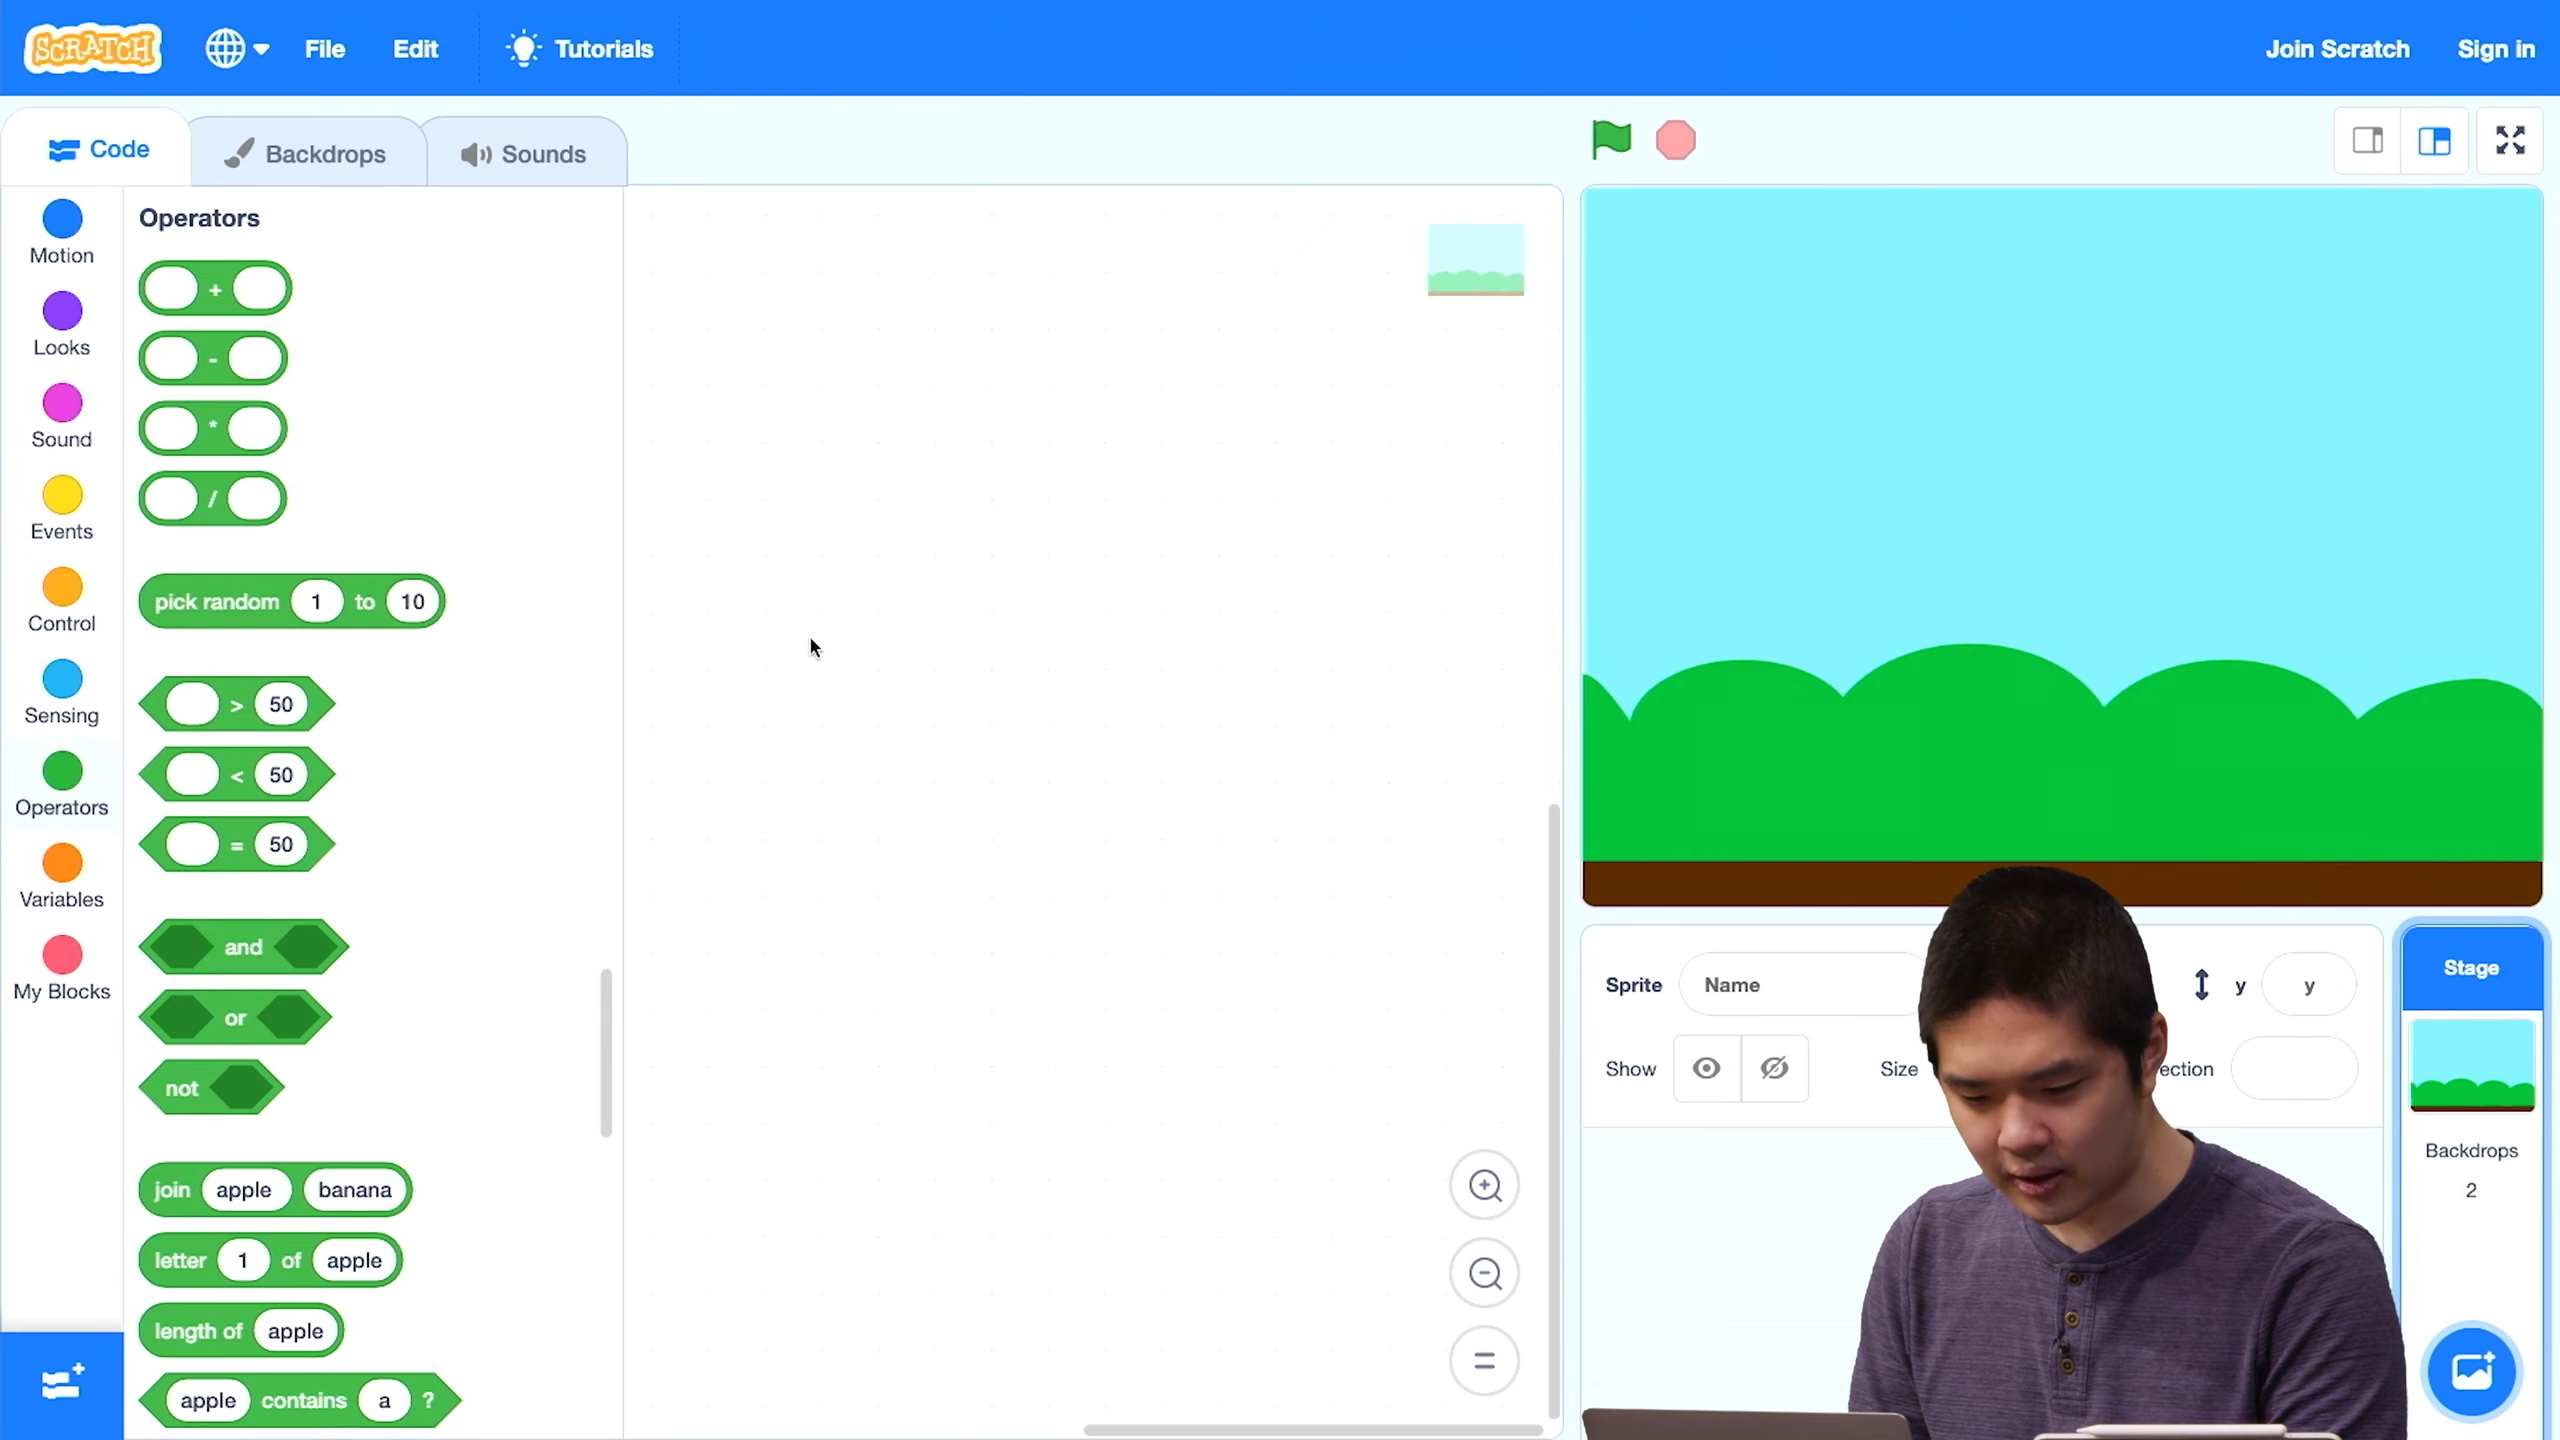 SCRATCH File Edit Tutorials Join Scratch Sign in
Code Backdrops Sounds
Motion
Looks
Sound
Events
Control
Sensing
Operators
Variables
My Blocks
Operators
+
-
*
/
pick random 1 to 10
> 50
< 50
= 50
and
or
not
join apple banana
letter 1 of apple
length of apple
apple contains a ?
Sprite Name y y
Show Size ection
Stage
Backdrops
2